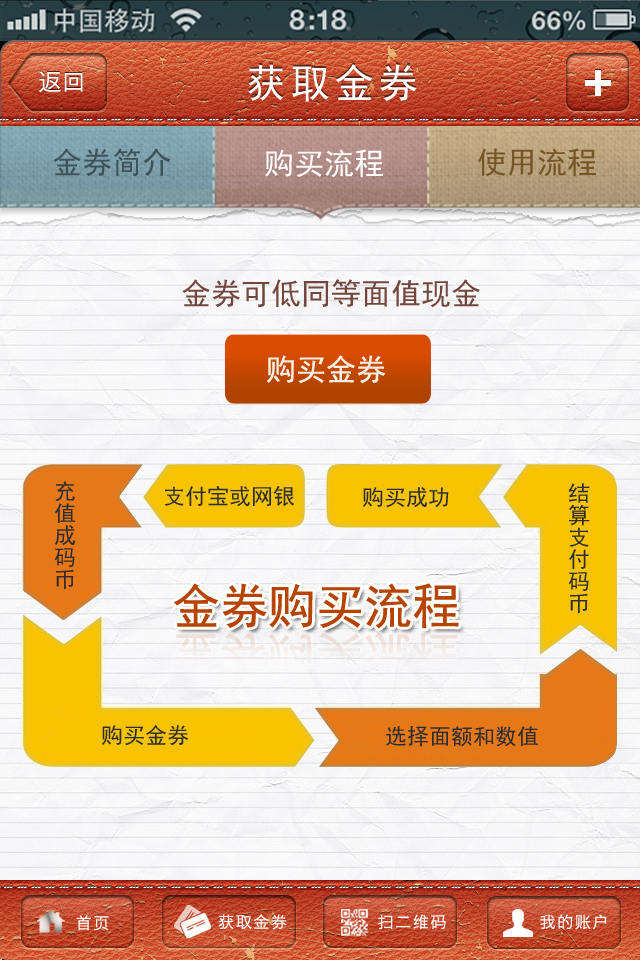 中国移动 8:18 66%
返回 获取金券
金券简介 购买流程 使用流程
金券可低同等面值现金
购买金券
充值成码币
支付宝或网银 购买成功
结算支付码币
金券购买流程
购买金券 选择面额和数值
首页 获取金券 扫二维码 我的账户